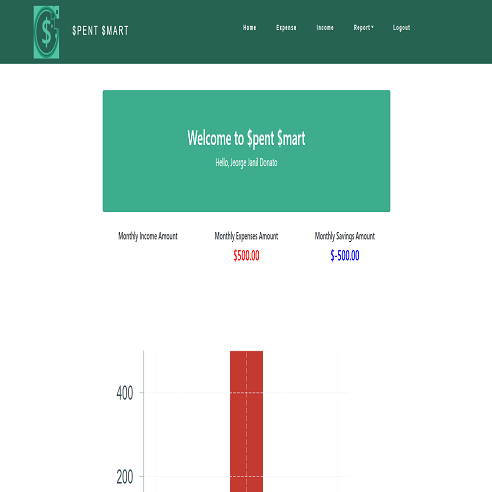 $
$PENT $MART
Home Expense Income Report Logout
Welcome to $pent $mart
Hello, Jeorge Janil Donato
Monthly Income Amount Monthly Expenses Amount Monthly Savings Amount
$500.00 $-500.00
400
200